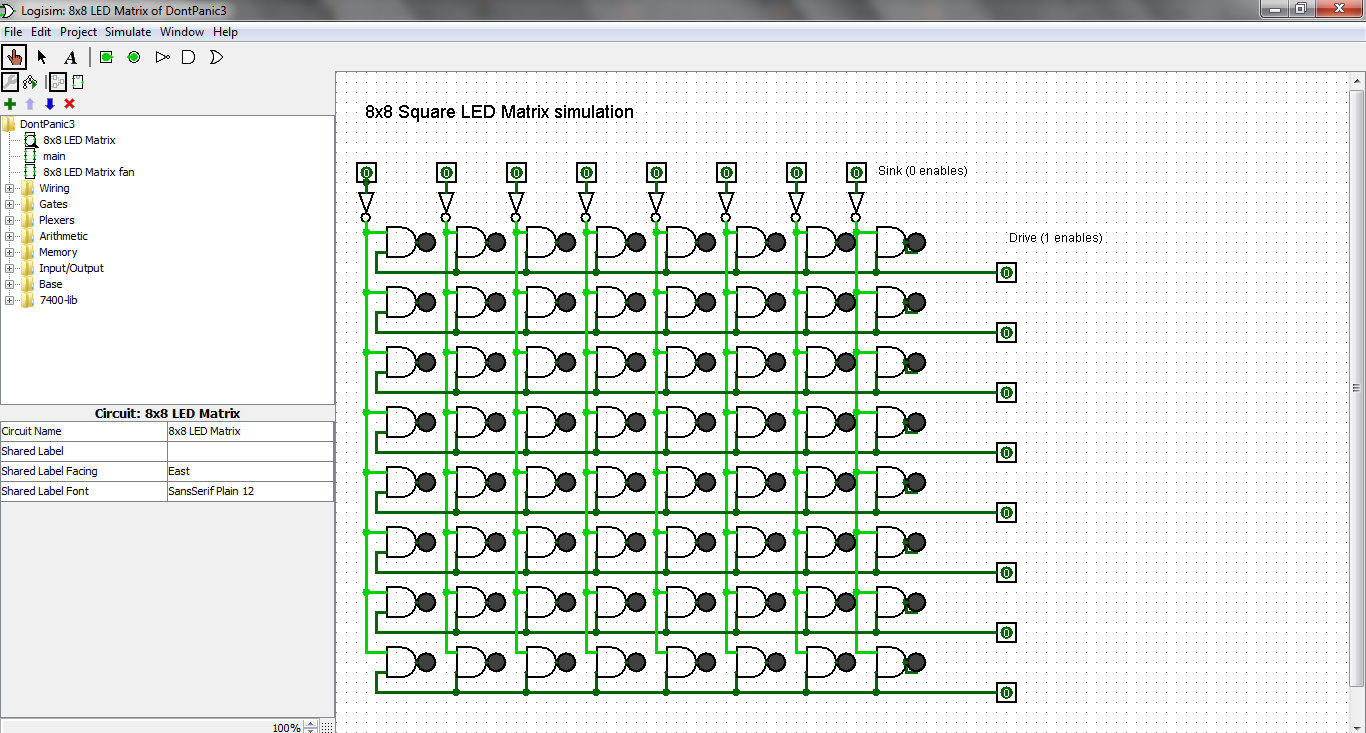 Logisim: 8x8 LED Matrix of DontPanic3
File Edit Project Simulate Window Help
A
DontPanic3
8x8 LED Matrix
main
8x8 LED Matrix fan
Wiring
Gates
Plexers
Arithmetic
Memory
Input/Output
Base
7400-lib
Circuit: 8x8 LED Matrix
Circuit Name 8x8 LED Matrix
Shared Label
Shared Label Facing East
Shared Label Font SansSerif Plain 12
100%
8x8 Square LED Matrix simulation
0 0 0 0 0 0 0 0 Sink (0 enables)
Drive (1 enables)
0
0
0
0
0
0
0
0